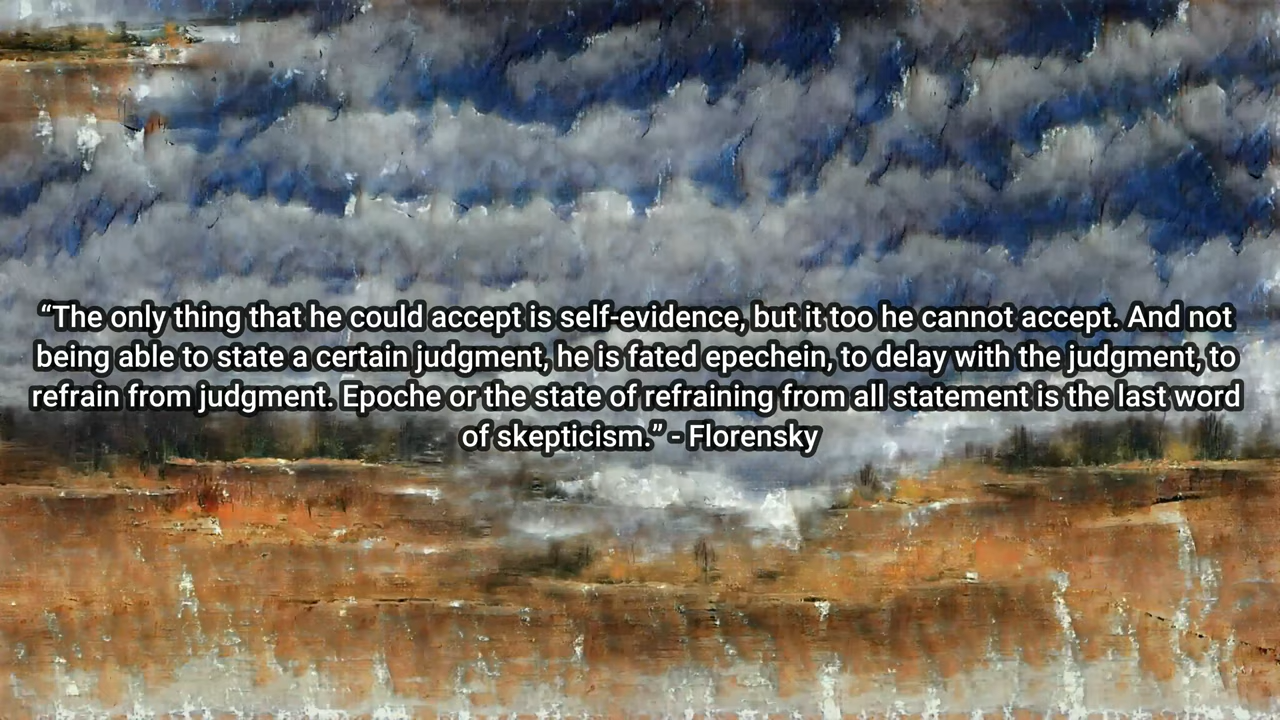 “The only thing that he could accept is self-evidence, but it too he cannot accept. And not
being able to state a certain judgment, he is fated epechein, to delay with the judgment, to
refrain from judgment. Epoche or the state of refraining from all statement is the last word
of skepticism.” - Florensky